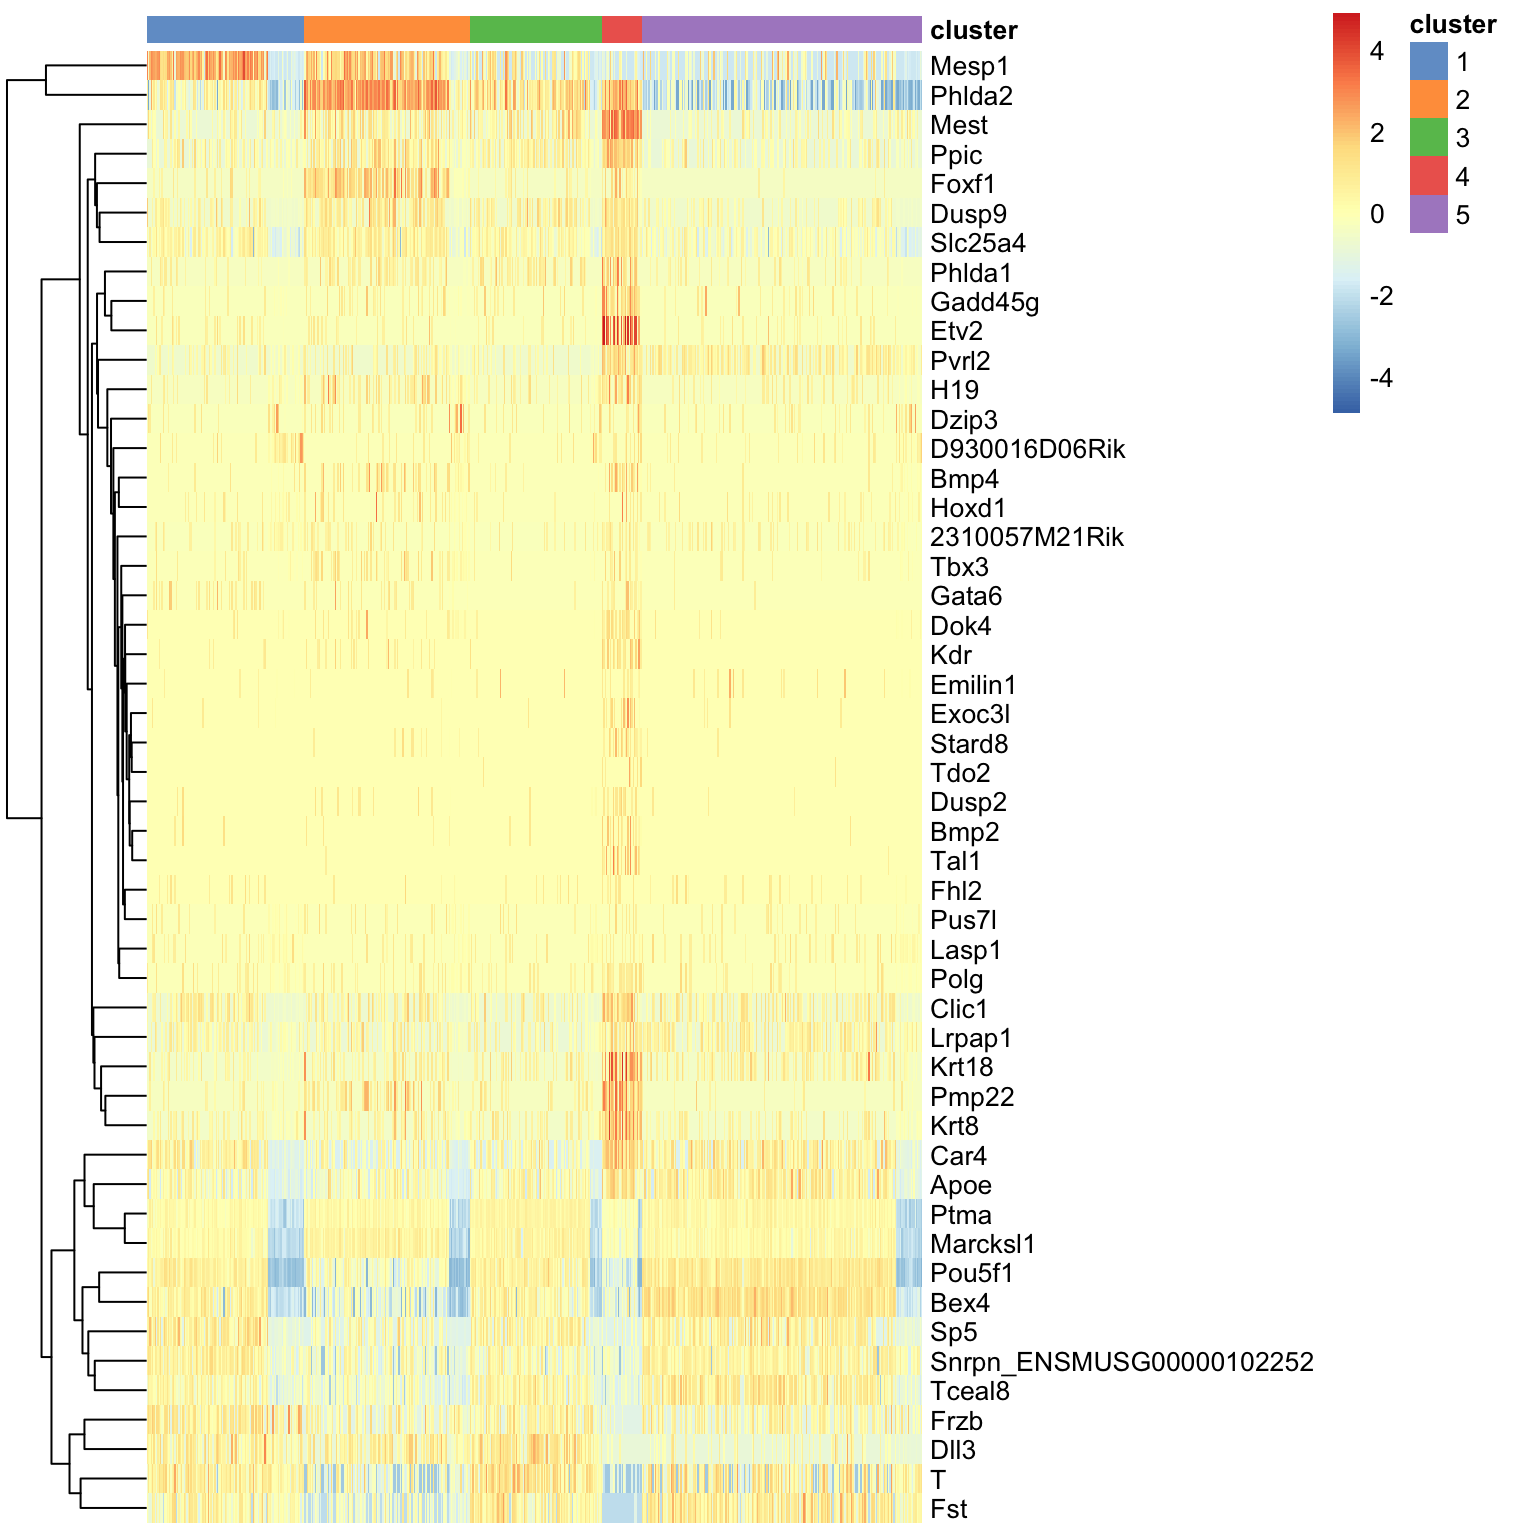 cluster
Mesp1
Phlda2
Mest
Ppic
Foxf1
Dusp9
Slc25a4
Phlda1
Gadd45g
Etv2
Pvrl2
H19
Dzip3
D930016D06Rik
Bmp4
Hoxd1
2310057M21Rik
Tbx3
Gata6
Dok4
Kdr
Emilin1
Exoc3l
Stard8
Tdo2
Dusp2
Bmp2
Tal1
Fhl2
Pus7l
Lasp1
Polg
Clic1
Lrpap1
Krt18
Pmp22
Krt8
Car4
Apoe
Ptma
Marcksl1
Pou5f1
Bex4
Sp5
Snrpn_ENSMUSG00000102252
Tceal8
Frzb
Dll3
T
Fst
4
2
0
-2
-4
cluster
1
2
3
4
5